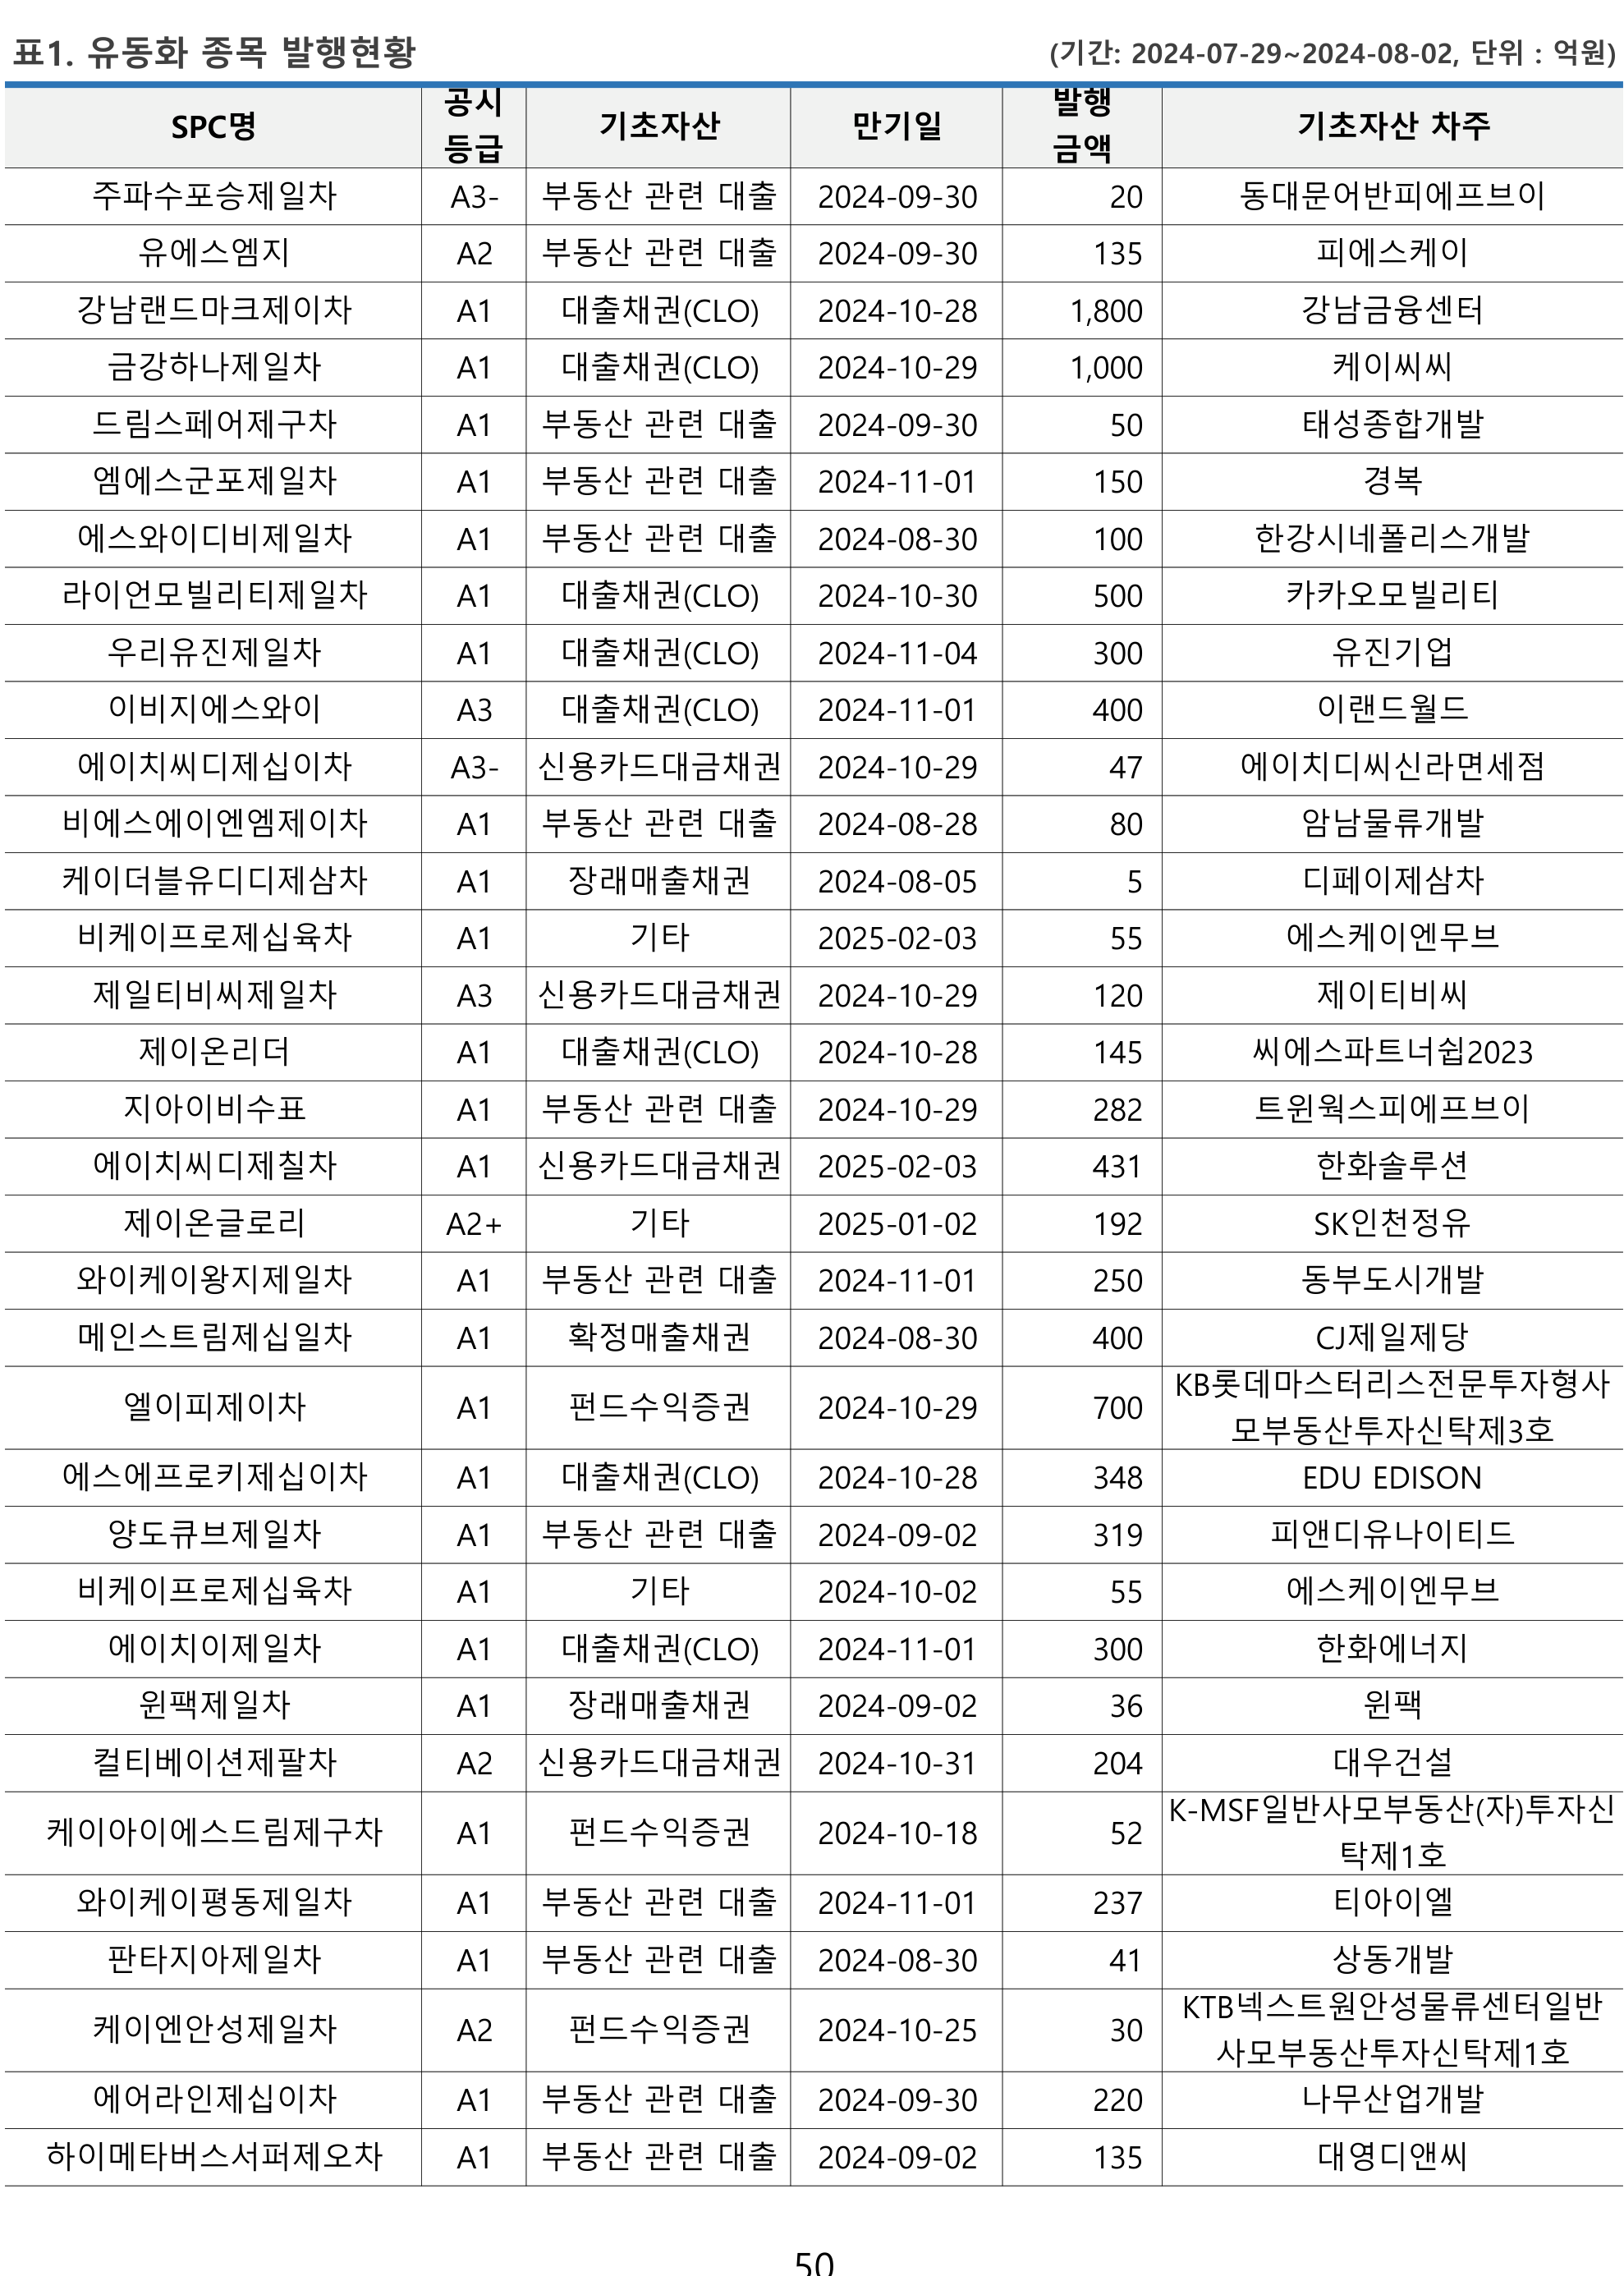 표1. 유동화 종목 발행현황 (기간: 2024-07-29~2024-08-02, 단위 : 억원)
SPC명 공시등급 기초자산 만기일 발행금액 기초자산 차주
주파수포승제일차 A3- 부동산 관련 대출 2024-09-30 20 동대문어반피에프브이
유에스엠지 A2 부동산 관련 대출 2024-09-30 135 피에스케이
강남랜드마크제이차 A1 대출채권(CLO) 2024-10-28 1,800 강남금융센터
금강하나제일차 A1 대출채권(CLO) 2024-10-29 1,000 케이씨씨
드림스페어제구차 A1 부동산 관련 대출 2024-09-30 50 태성종합개발
엠에스군포제일차 A1 부동산 관련 대출 2024-11-01 150 경복
에스와이디비제일차 A1 부동산 관련 대출 2024-08-30 100 한강시네폴리스개발
라이언모빌리티제일차 A1 대출채권(CLO) 2024-10-30 500 카카오모빌리티
우리유진제일차 A1 대출채권(CLO) 2024-11-04 300 유진기업
이비지에스와이 A3 대출채권(CLO) 2024-11-01 400 이랜드월드
에이치씨디제십이차 A3- 신용카드대금채권 2024-10-29 47 에이치디씨신라면세점
비에스에이엔엠제이차 A1 부동산 관련 대출 2024-08-28 80 암남물류개발
케이더블유디디제삼차 A1 장래매출채권 2024-08-05 5 디페이제삼차
비케이프로제십육차 A1 기타 2025-02-03 55 에스케이엔무브
제일티비씨제일차 A3 신용카드대금채권 2024-10-29 120 제이티비씨
제이온리더 A1 대출채권(CLO) 2024-10-28 145 씨에스파트너쉽2023
지아이비수표 A1 부동산 관련 대출 2024-10-29 282 트윈웍스피에프브이
에이치씨디제칠차 A1 신용카드대금채권 2025-02-03 431 한화솔루션
제이온글로리 A2+ 기타 2025-01-02 192 SK인천정유
와이케이왕지제일차 A1 부동산 관련 대출 2024-11-01 250 동부도시개발
메인스트림제십일차 A1 확정매출채권 2024-08-30 400 CJ제일제당
엘이피제이차 A1 펀드수익증권 2024-10-29 700 KB롯데마스터리스전문투자형사
모부동산투자신탁제3호
에스에프로키제십이차 A1 대출채권(CLO) 2024-10-28 348 EDU EDISON
양도큐브제일차 A1 부동산 관련 대출 2024-09-02 319 피앤디유나이티드
비케이프로제십육차 A1 기타 2024-10-02 55 에스케이엔무브
에이치이제일차 A1 대출채권(CLO) 2024-11-01 300 한화에너지
윈팩제일차 A1 장래매출채권 2024-09-02 36 윈팩
컬티베이션제팔차 A2 신용카드대금채권 2024-10-31 204 대우건설
케이아이에스드림제구차 A1 펀드수익증권 2024-10-18 52 K-MSF일반사모부동산(자)투자신
탁제1호
와이케이평동제일차 A1 부동산 관련 대출 2024-11-01 237 티아이엘
판타지아제일차 A1 부동산 관련 대출 2024-08-30 41 상동개발
케이엔안성제일차 A2 펀드수익증권 2024-10-25 30 KTB넥스트원안성물류센터일반
사모부동산투자신탁제1호
에어라인제십이차 A1 부동산 관련 대출 2024-09-30 220 나무산업개발
하이메타버스서퍼제오차 A1 부동산 관련 대출 2024-09-02 135 대영디앤씨
50